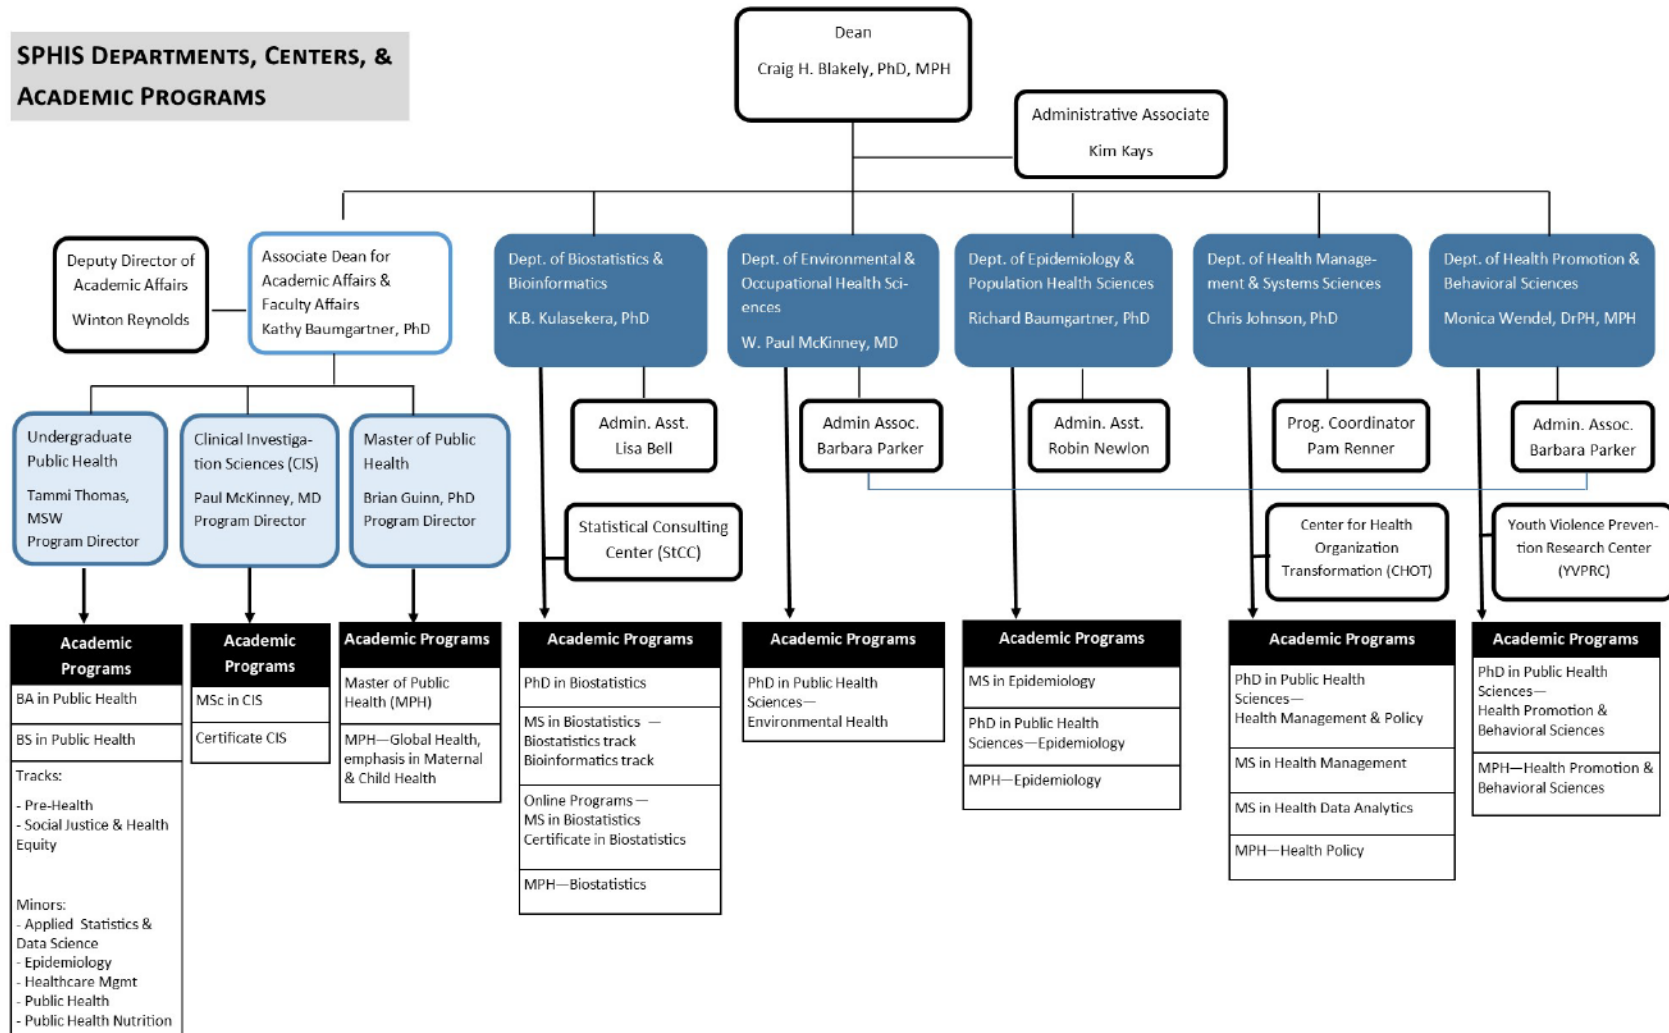 SPHIS DEPARTMENTS, CENTERS, &
ACADEMIC PROGRAMS
Dean
Craig H. Blakely, PhD, MPH
Administrative Associate
Kim Kays
Deputy Director of
Academic Affairs
Winton Reynolds
Associate Dean for
Academic Affairs &
Faculty Affairs
Kathy Baumgartner, PhD
Dept. of Biostatistics &
Bioinformatics
K.B. Kulasekera, PhD
Dept. of Environmental &
Occupational Health Sci-
ences
W. Paul McKinney, MD
Dept. of Epidemiology &
Population Health Sciences
Richard Baumgartner, PhD
Dept. of Health Manage-
ment & Systems Sciences
Chris Johnson, PhD
Dept. of Health Promotion &
Behavioral Sciences
Monica Wendel, DrPH, MPH
Admin. Asst.
Lisa Bell
Admin Assoc.
Barbara Parker
Admin. Asst.
Robin Newlon
Prog. Coordinator
Pam Renner
Admin. Assoc.
Barbara Parker
Undergraduate
Public Health
Tammi Thomas,
MSW
Program Director
Clinical Investiga-
tion Sciences (CIS)
Paul McKinney, MD
Program Director
Master of Public
Health
Brian Guinn, PhD
Program Director
Statistical Consulting
Center (StCC)
Center for Health
Organization
Transformation (CHOT)
Youth Violence Preven-
tion Research Center
(YVPRC)
Academic
Programs
BA in Public Health
BS in Public Health
Tracks:
- Pre-Health
- Social Justice & Health
Equity
Minors:
- Applied Statistics &
Data Science
- Epidemiology
- Healthcare Mgmt
- Public Health
- Public Health Nutrition
Academic
Programs
MSc in CIS
Certificate CIS
Academic Programs
Master of Public
Health (MPH)
MPH—Global Health,
emphasis in Maternal
& Child Health
Academic Programs
PhD in Biostatistics
MS in Biostatistics —
Biostatistics track
Bioinformatics track
Online Programs —
MS in Biostatistics
Certificate in Biostatistics
MPH—Biostatistics
Academic Programs
PhD in Public Health
Sciences—
Environmental Health
Academic Programs
MS in Epidemiology
PhD in Public Health
Sciences—Epidemiology
MPH—Epidemiology
Academic Programs
PhD in Public Health
Sciences—
Health Management & Policy
MS in Health Management
MS in Health Data Analytics
MPH—Health Policy
Academic Programs
PhD in Public Health
Sciences—
Health Promotion &
Behavioral Sciences
MPH—Health Promotion &
Behavioral Sciences